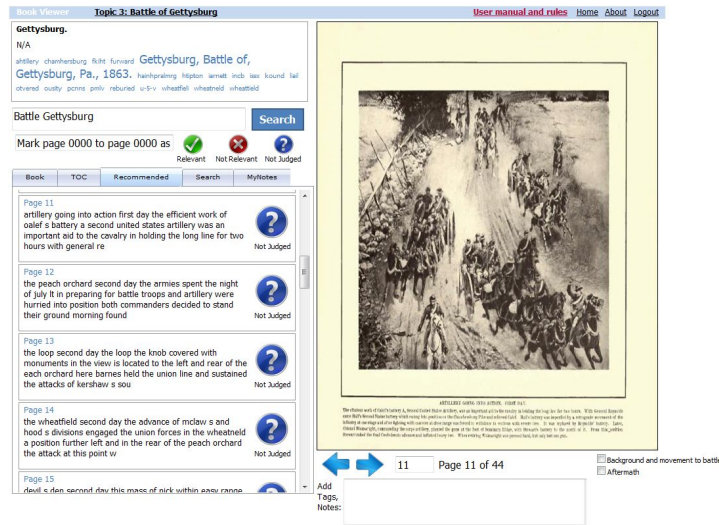 Book Viewer Topic 3: Battle of Gettysburg User manual and rules Home About Logout
Gettysburg.
N/A
ahtillery chamhersburg fkiht furward Gettysburg, Battle of,
Gettysburg, Pa., 1863. hainhpralmrg htipton iarnett incb iseo kound liail
otvered ousity pcnns pmlv reburied u-5-v wheatfiel wheatneld wheattield
Battle Gettysburg
Search
Mark page 0000 to page 0000 as
Relevant Not Relevant Not Judged
Book TOC Recommended Search MyNotes
Page 11
artillery going into action first day the efficient work of
oalef s battery a second united states artillery was an
important aid to the cavalry in holding the long line for two
hours with general re
Not Judged
Page 12
the peach orchard second day the armies spent the night
of july lt in preparing for battle troops and artillery were
hurried into position both commanders decided to stand
their ground morning found
Not Judged
Page 13
the loop second day the loop the knob covered with
monuments in the view is located to the left and rear of the
each orchard here barnes held the union line and sustained
the attacks of kershaw s sou
Not Judged
Page 14
the wheatfield second day the advance of mclaw s and
hood s divisions engaged the union forces in the wheatneld
a position further left and in the rear of the peach orchard
the attack at this point w
Not Judged
Page 15
devil s den second day this mass of nick within easy range
ARTILLERY GOING INTO ACTION. FIRST DAY.
11 Page 11 of 44
Background and movement to battle
Aftermath
Add
Tags,
Notes: